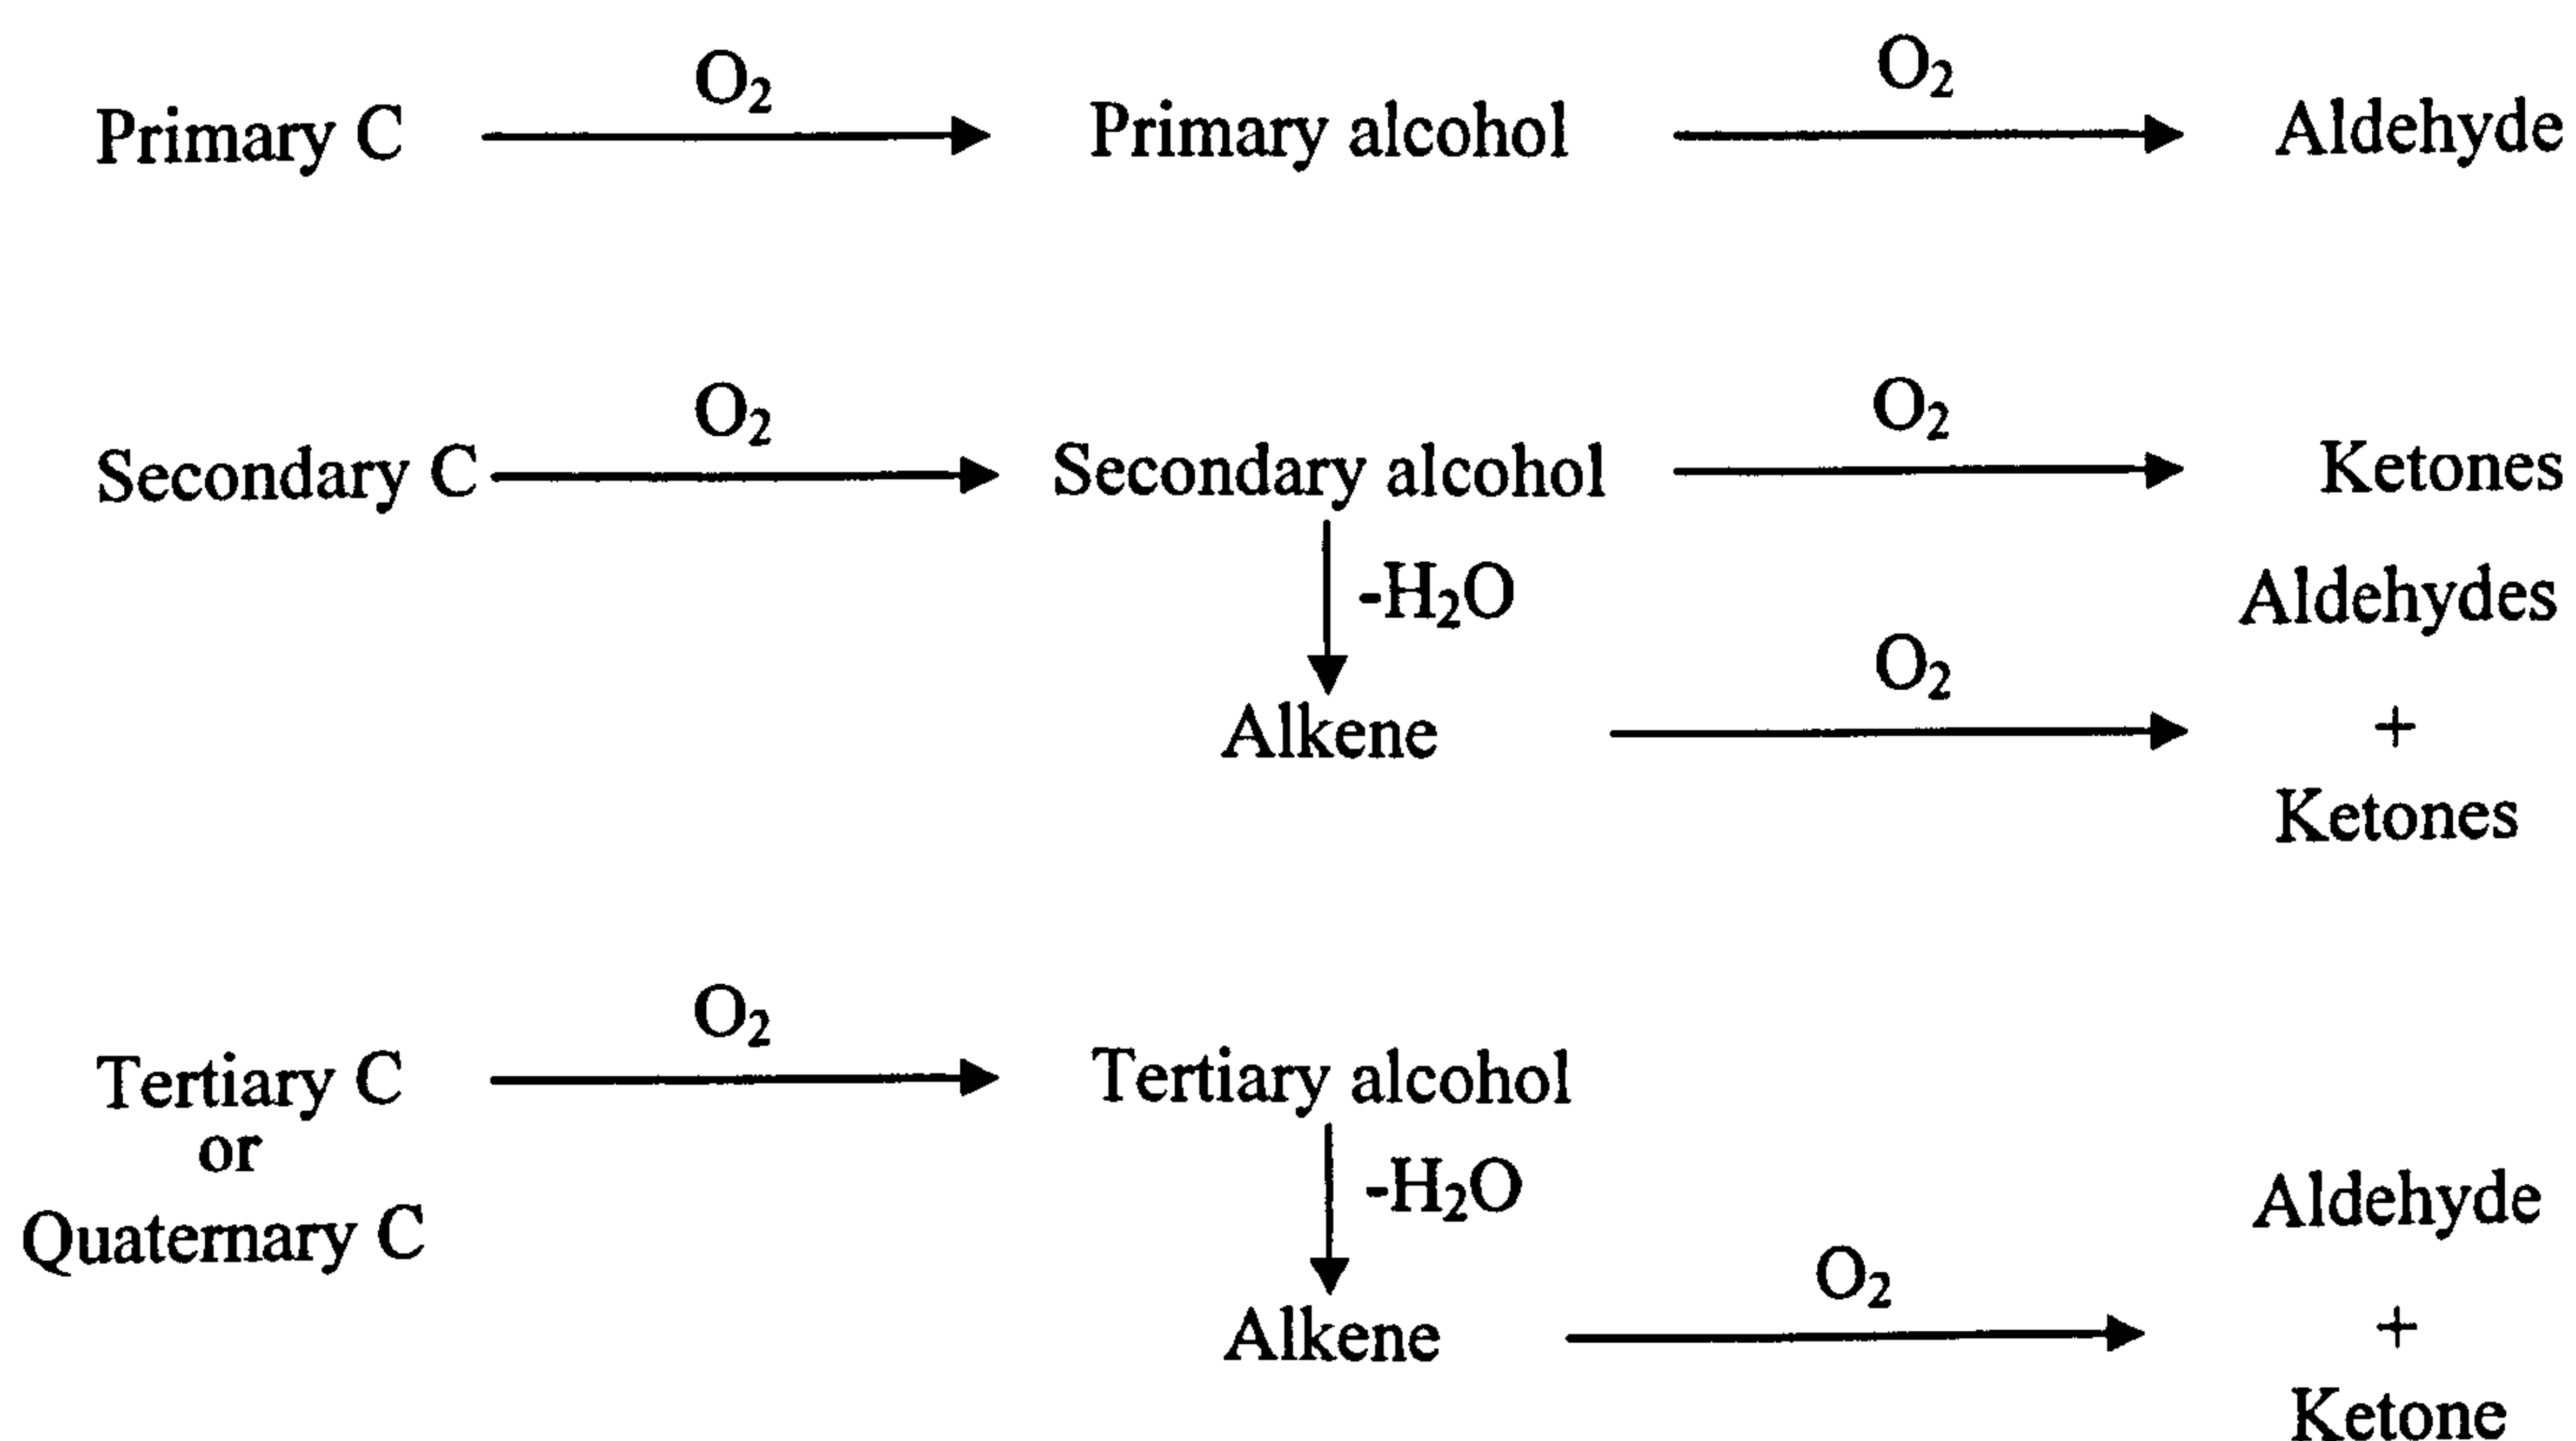 O₂ O₂
Primary C Primary alcohol Aldehyde
O₂ O₂
Secondary C Secondary alcohol Ketones
-H₂O Aldehydes
O₂
Alkene +
Ketones
O₂
Tertiary C Tertiary alcohol
or
-H₂O Aldehyde
Quaternary C
O₂
Alkene +
Ketone